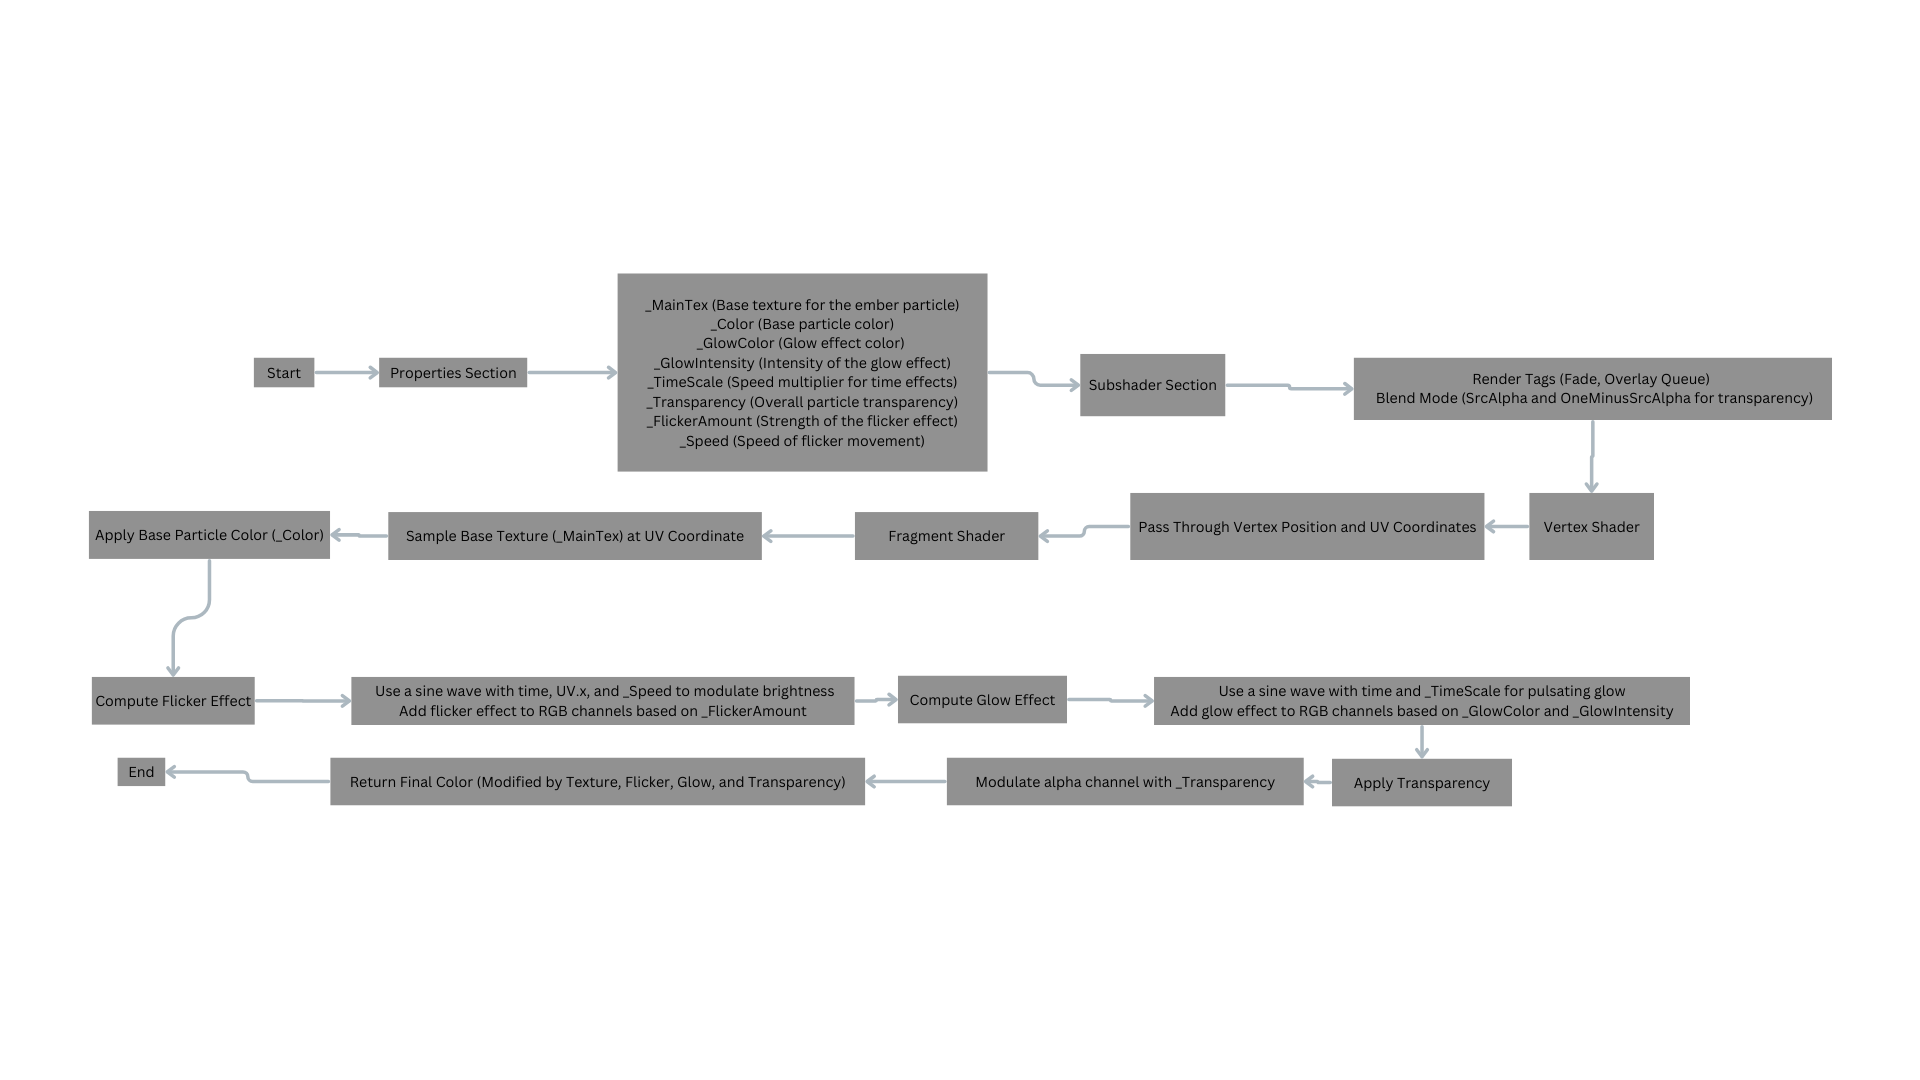 Start
Properties Section
_MainTex (Base texture for the ember particle)
_Color (Base particle color)
_GlowColor (Glow effect color)
_GlowIntensity (Intensity of the glow effect)
_TimeScale (Speed multiplier for time effects)
_Transparency (Overall particle transparency)
_FlickerAmount (Strength of the flicker effect)
_Speed (Speed of flicker movement)
Subshader Section
Render Tags (Fade, Overlay Queue)
Blend Mode (SrcAlpha and OneMinusSrcAlpha for transparency)
Vertex Shader
Pass Through Vertex Position and UV Coordinates
Fragment Shader
Sample Base Texture (_MainTex) at UV Coordinate
Apply Base Particle Color (_Color)
Compute Flicker Effect
Use a sine wave with time, UV.x, and _Speed to modulate brightness
Add flicker effect to RGB channels based on _FlickerAmount
Compute Glow Effect
Use a sine wave with time and _TimeScale for pulsating glow
Add glow effect to RGB channels based on _GlowColor and _GlowIntensity
Apply Transparency
Modulate alpha channel with _Transparency
Return Final Color (Modified by Texture, Flicker, Glow, and Transparency)
End